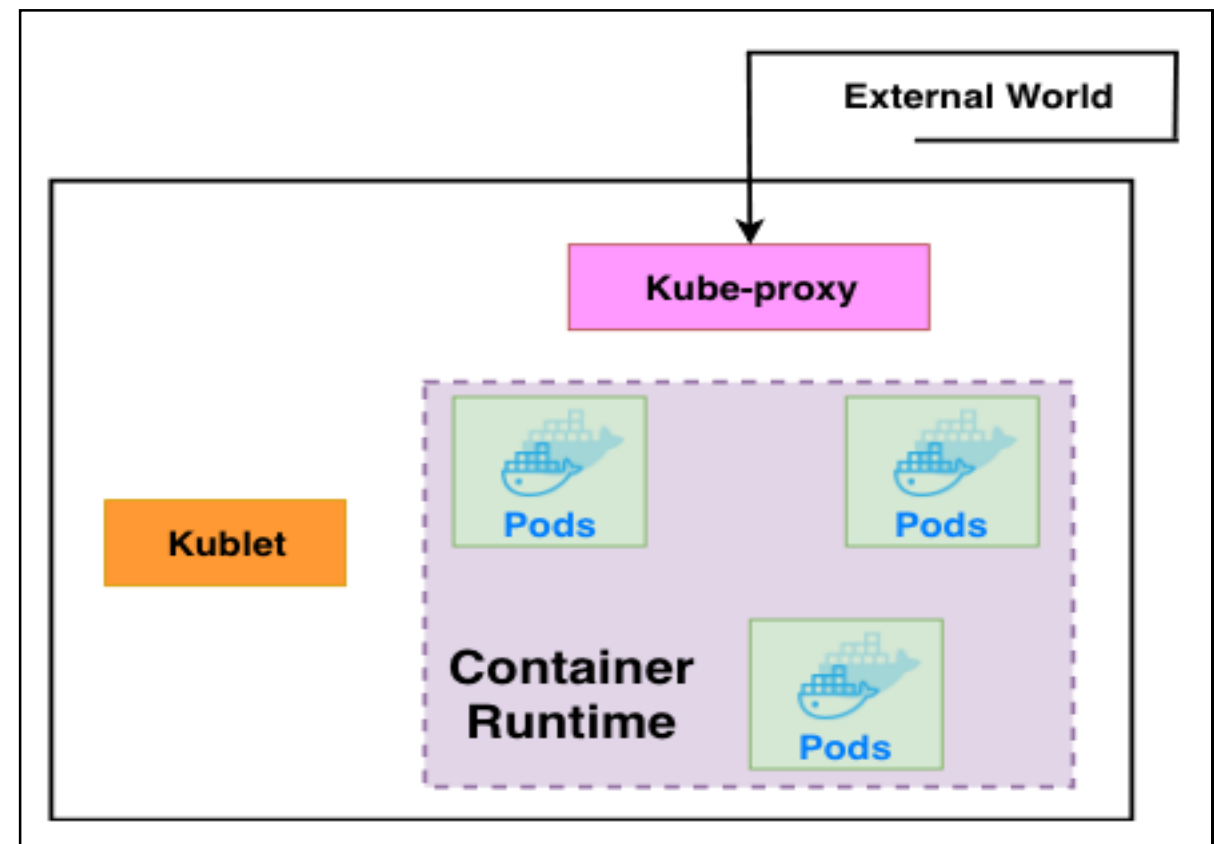 External World
Kube-proxy
Pods
Pods
Kublet
Container
Runtime
Pods